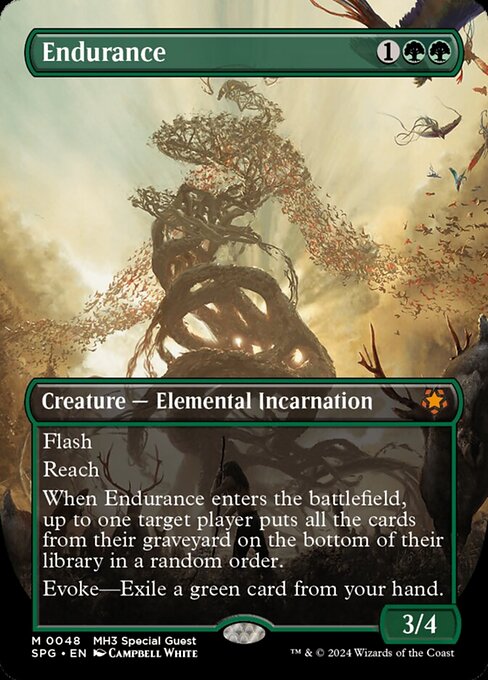 Endurance 1
Creature — Elemental Incarnation
Flash
Reach
When Endurance enters the battlefield,
up to one target player puts all the cards
from their graveyard on the bottom of their
library in a random order.
Evoke—Exile a green card from your hand.
3/4
M 0048 MH3 Special Guest
SPG • EN Campbell White ™ & © 2024 Wizards of the Coast